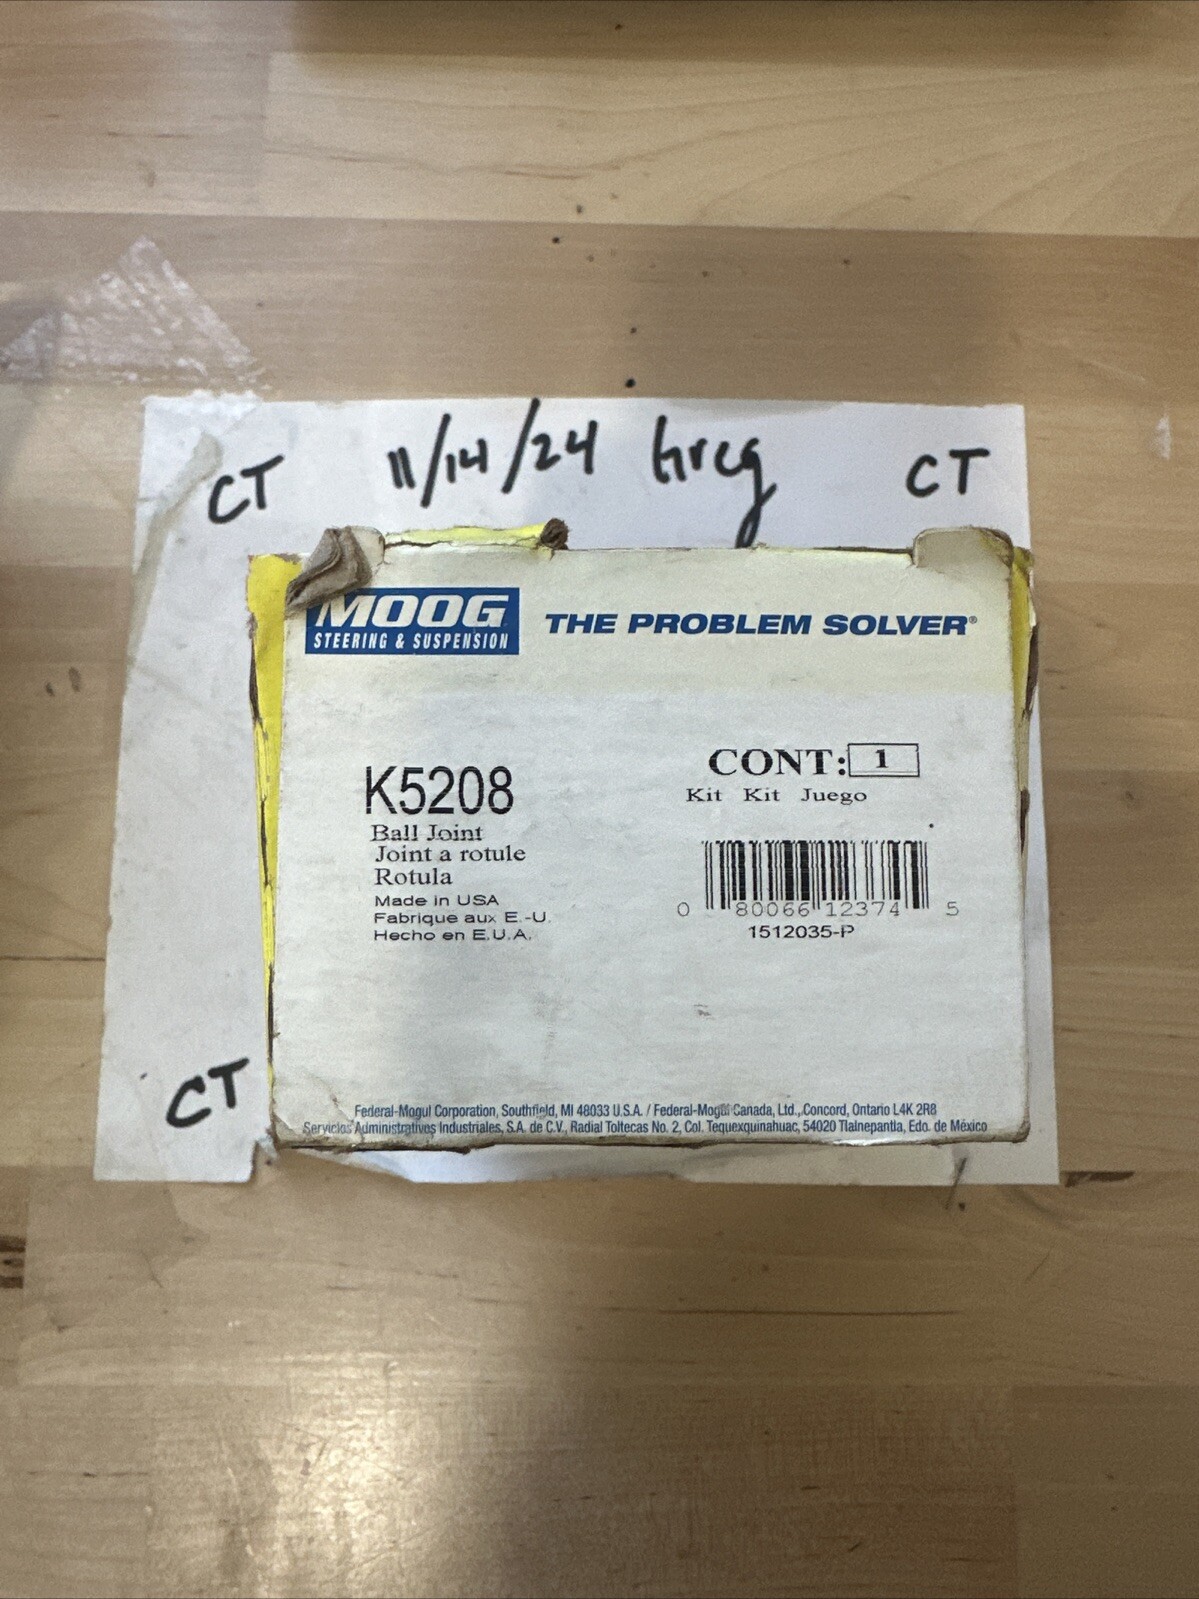 CT 11/14/24 Greg CT
MOOG
STEERING & SUSPENSION
THE PROBLEM SOLVER®
CONT: 1
Kit Kit Juego
K5208
Ball Joint
Joint a rotule
Rotula
Made in USA
Fabrique aux E.-U.
Hecho en E.U.A.
0 80066 12374 5
1512035-P
CT
Federal-Mogul Corporation, Southfield, MI 48033 U.S.A. / Federal-Mogul Canada, Ltd., Concord, Ontario L4K 2R8
Servicios Administrativos Industriales, S.A. de C.V., Radial Toltecas No. 2, Col. Tequexquinahuac, 54020 Tlalnepantla, Edo. de México